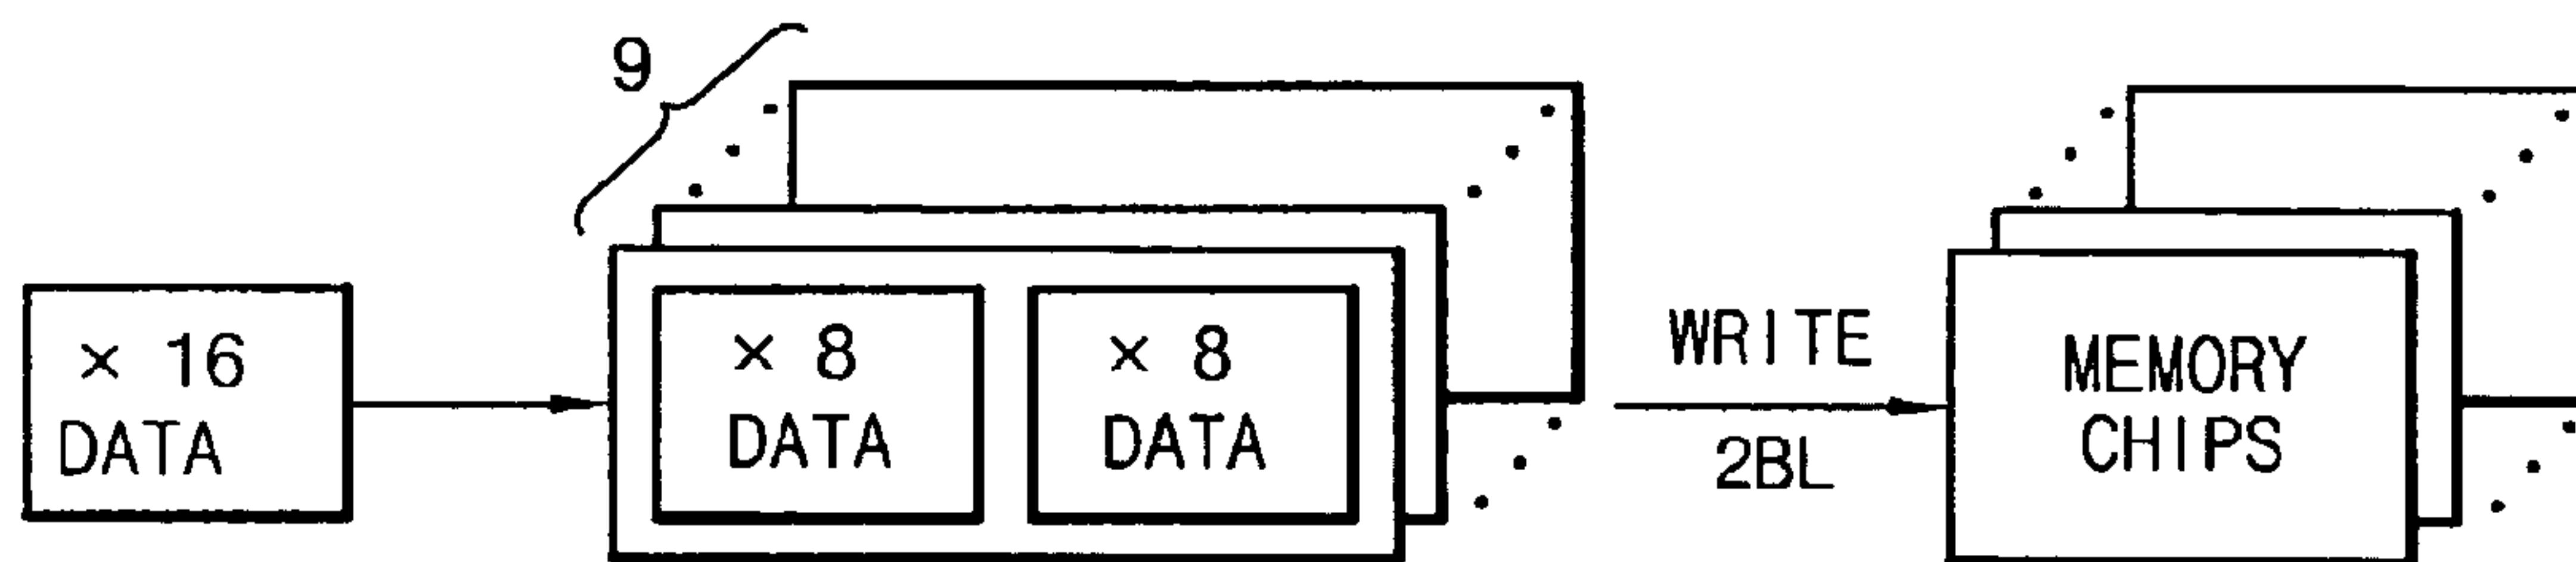 9
× 16
DATA
× 8
DATA
× 8
DATA
WRITE
2BL
MEMORY
CHIPS